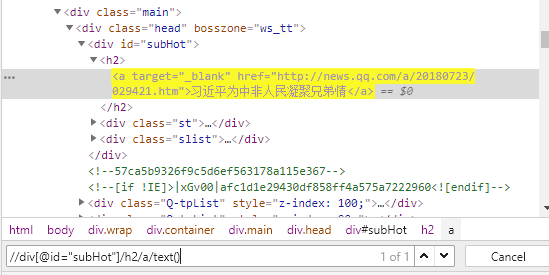 ▼<div class="main">
▼<div class="head" bosszone="ws_tt">
▼<div id="subHot">
▼<h2>
<a target="_blank" href="http://news.qq.com/a/20180723/
029421.htm">习近平为中非人民凝聚兄弟情</a> == $0
</h2>
▶<div class="st">…</div>
▶<div class="slist">…</div>
</div>
<!--57ca5b9326f9c5d6ef563178a115e367-->
<!--[if !IE]>|xGv00|afc1d1e29430df858ff4a575a7222960<![endif]-->
▶<div class="Q-tpList" style="z-index: 100;">…</div>
html body div.wrap div.container div.main div.head div#subHot h2 a
//div[@id="subHot"]/h2/a/text() 1 of 1 Cancel